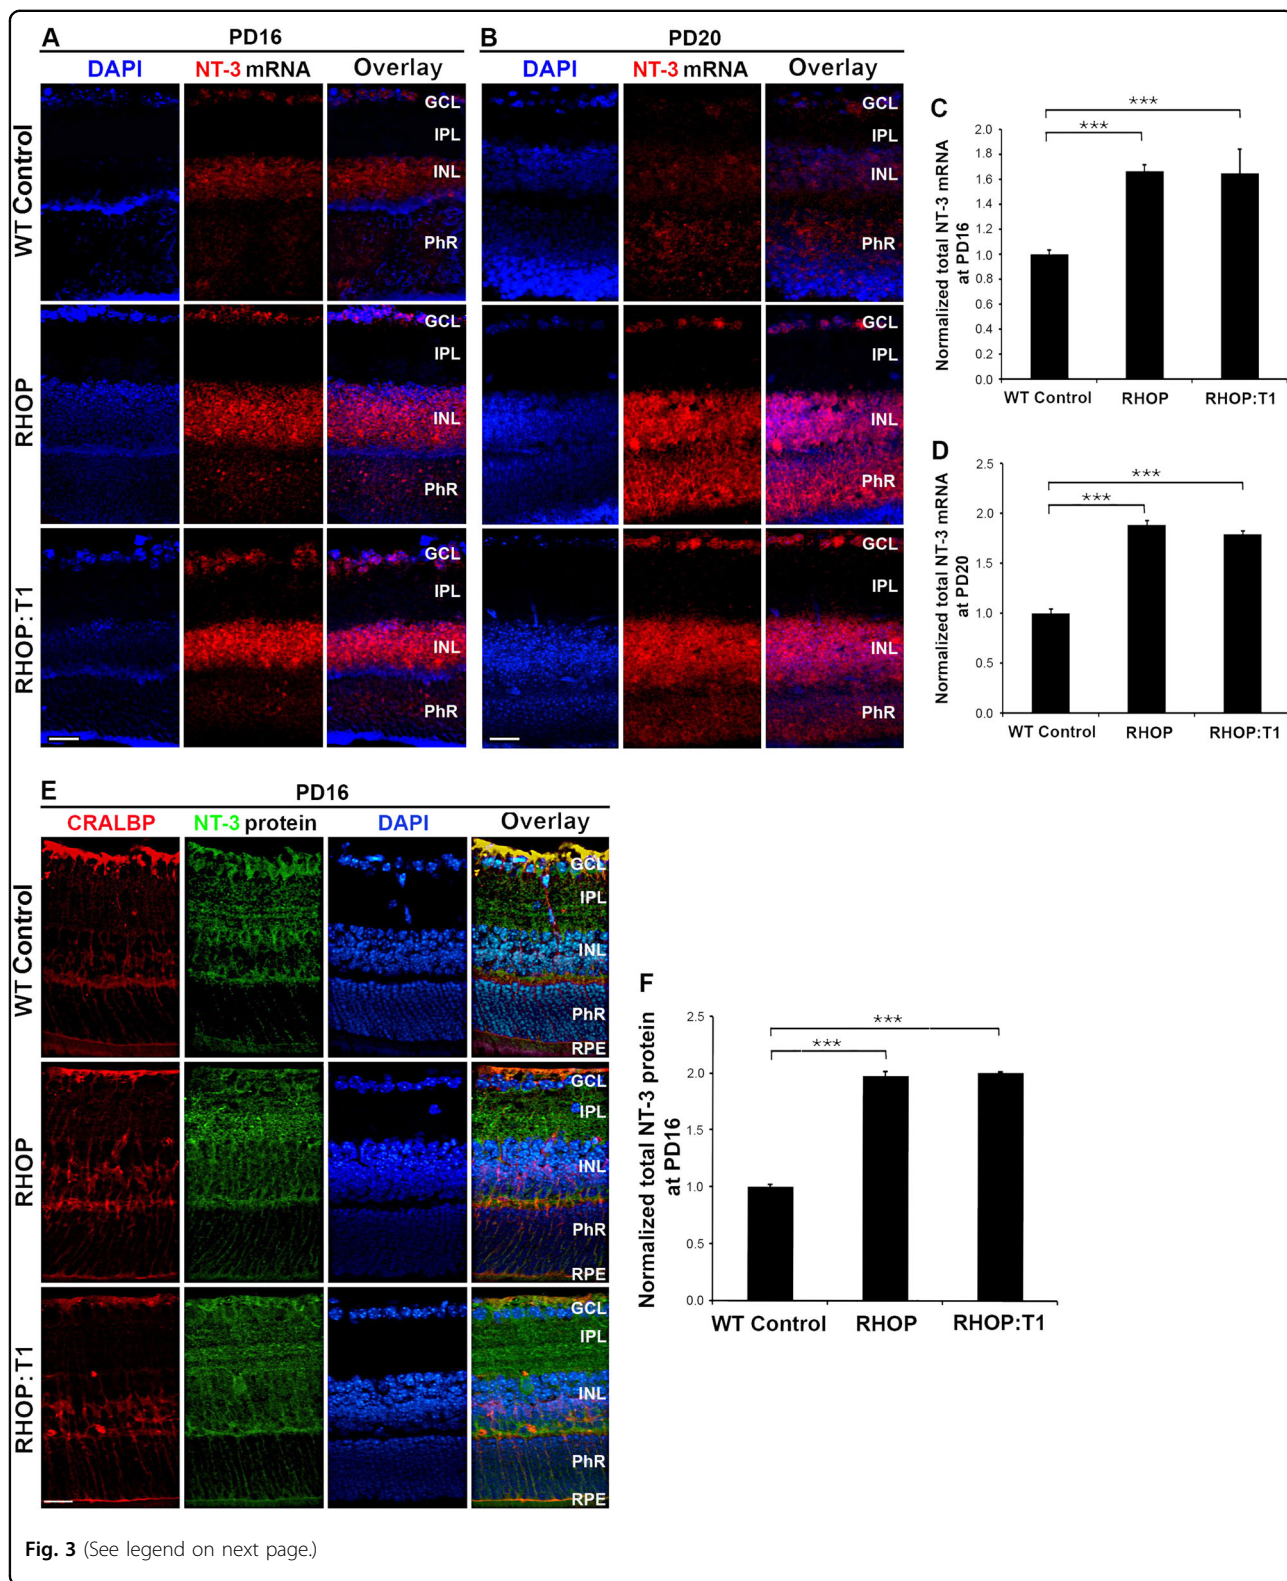 A
PD16
DAPI NT-3 mRNA Overlay
WT Control
GCL
IPL
INL
PhR
RHOP
GCL
IPL
INL
PhR
RHOP:T1
GCL
IPL
INL
PhR
B
PD20
DAPI NT-3 mRNA Overlay
GCL
IPL
INL
PhR
GCL
IPL
INL
PhR
GCL
IPL
INL
PhR
C
Normalized total NT-3 mRNA
at PD16
2.0
1.8
1.6
1.4
1.2
1.0
0.8
0.6
0.4
0.2
0.0
***
***
WT Control RHOP RHOP:T1
D
Normalized total NT-3 mRNA
at PD20
2.5
2.0
1.5
1.0
0.5
0.0
***
***
WT Control RHOP RHOP:T1
E
PD16
CRALBP NT-3 protein DAPI Overlay
WT Control
GCL
IPL
INL
PhR
RPE
RHOP
GCL
IPL
INL
PhR
RPE
RHOP:T1
GCL
IPL
INL
PhR
RPE
F
Normalized total NT-3 protein
at PD16
2.5
2.0
1.5
1.0
0.5
0.0
***
***
WT Control RHOP RHOP:T1
Fig. 3 (See legend on next page.)